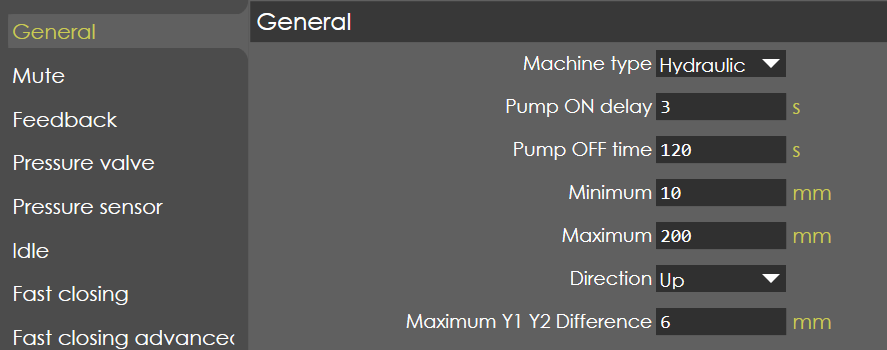 General
Mute
Feedback
Pressure valve
Pressure sensor
Idle
Fast closing
Fast closing advanced
General
Machine type Hydraulic
Pump ON delay 3 s
Pump OFF time 120 s
Minimum 10 mm
Maximum 200 mm
Direction Up
Maximum Y1 Y2 Difference 6 mm